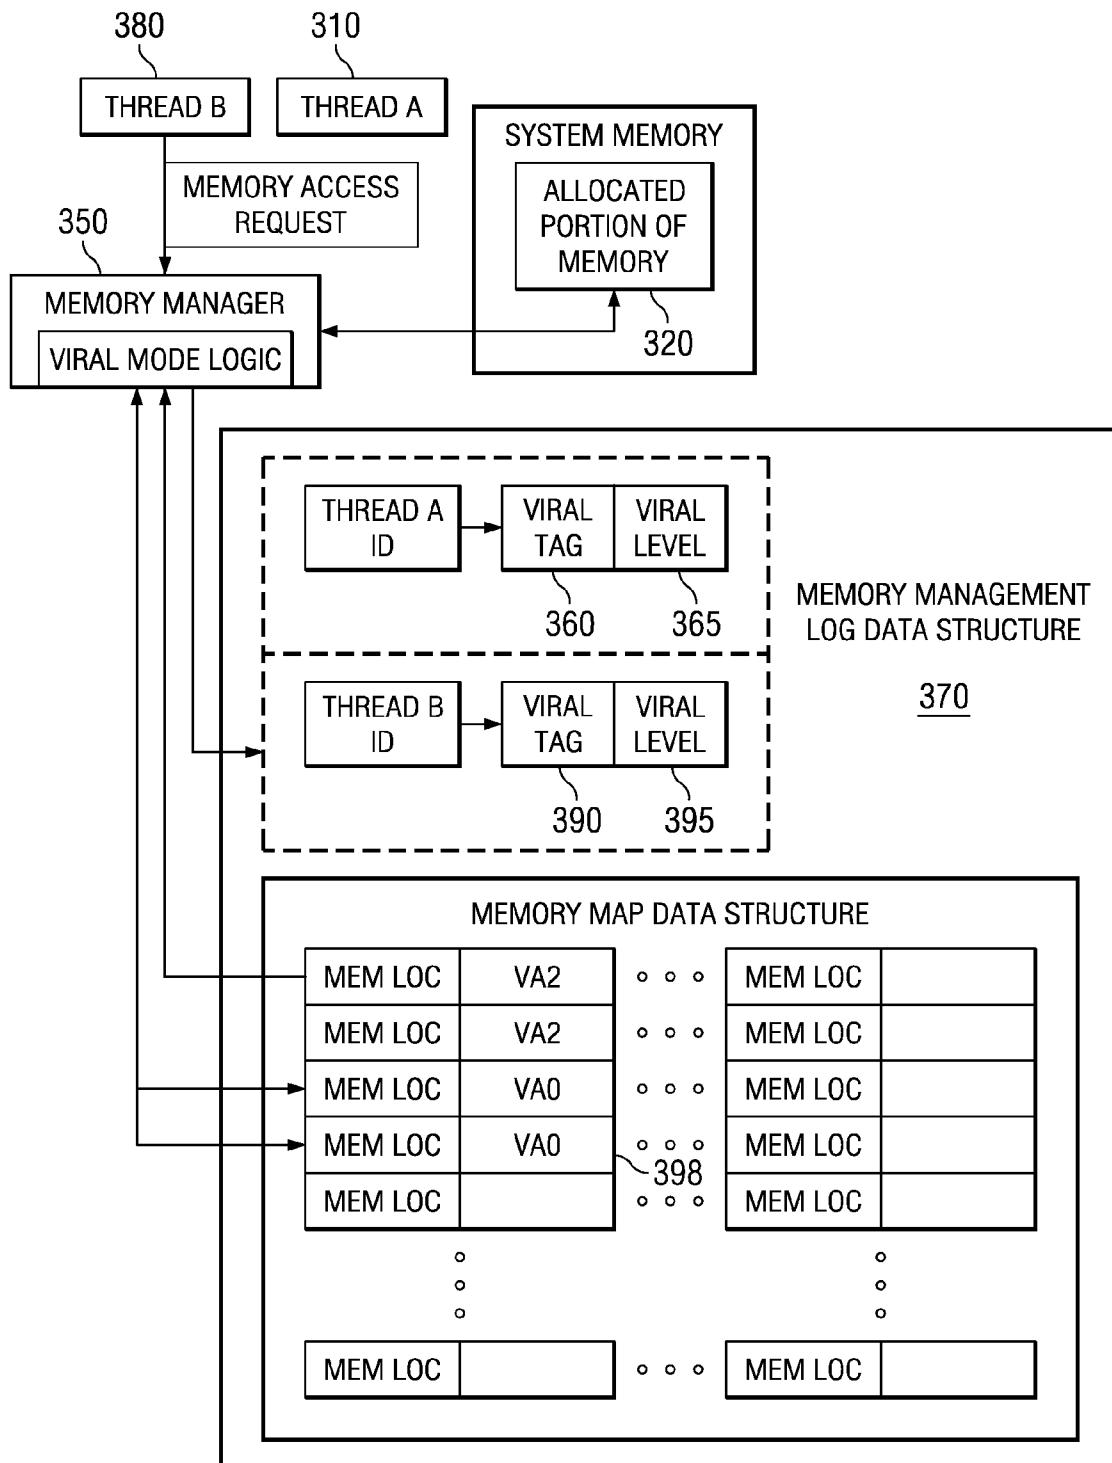 380
310
THREAD B
THREAD A
SYSTEM MEMORY
ALLOCATED
PORTION OF
MEMORY
320
MEMORY ACCESS
REQUEST
350
MEMORY MANAGER
VIRAL MODE LOGIC
THREAD A
ID
VIRAL
TAG
VIRAL
LEVEL
360
365
MEMORY MANAGEMENT
LOG DATA STRUCTURE
370
THREAD B
ID
VIRAL
TAG
VIRAL
LEVEL
390
395
MEMORY MAP DATA STRUCTURE
MEM LOC VA2 MEM LOC
MEM LOC VA2 MEM LOC
MEM LOC VA0 MEM LOC
MEM LOC VA0 MEM LOC
398
MEM LOC MEM LOC
MEM LOC MEM LOC